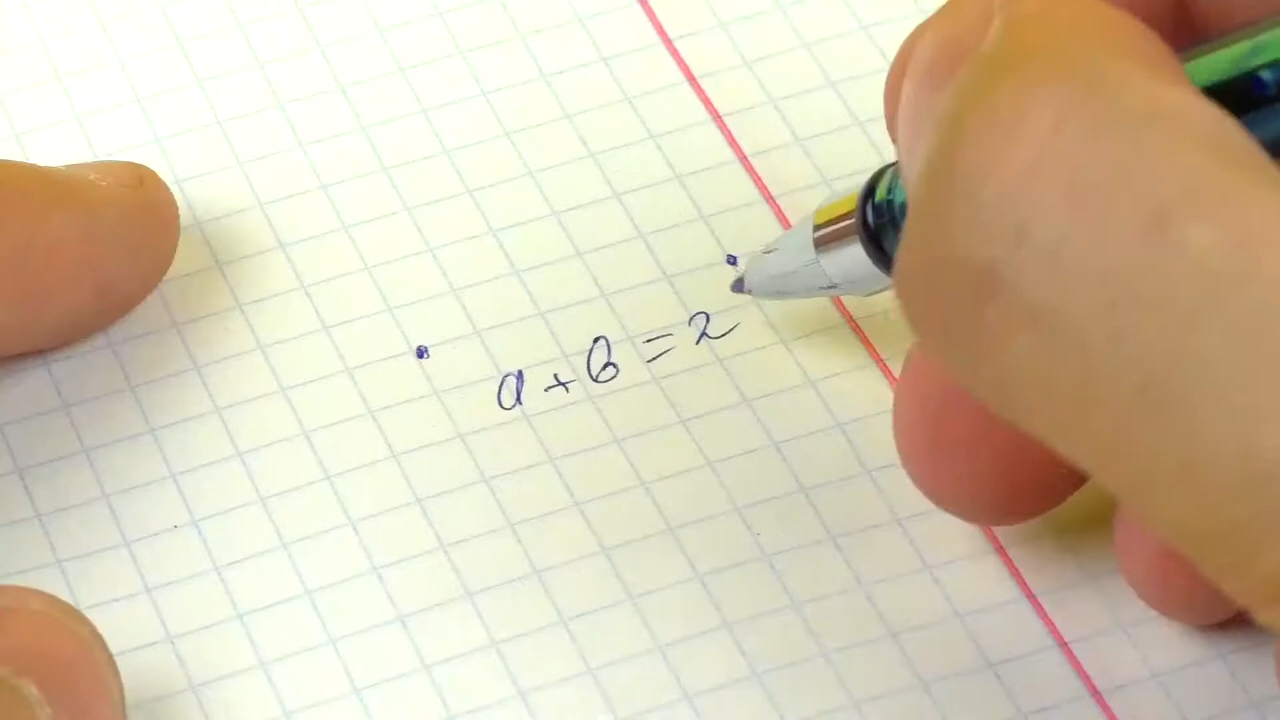 a + b = 2